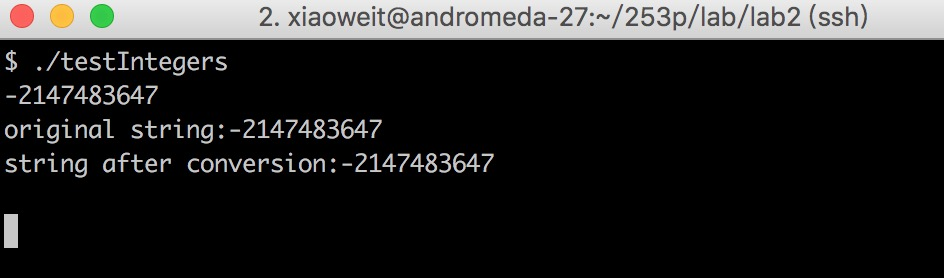 2. xiaoweit@andromeda-27:~/253p/lab/lab2 (ssh)
$ ./testIntegers
-2147483647
original string:-2147483647
string after conversion:-2147483647